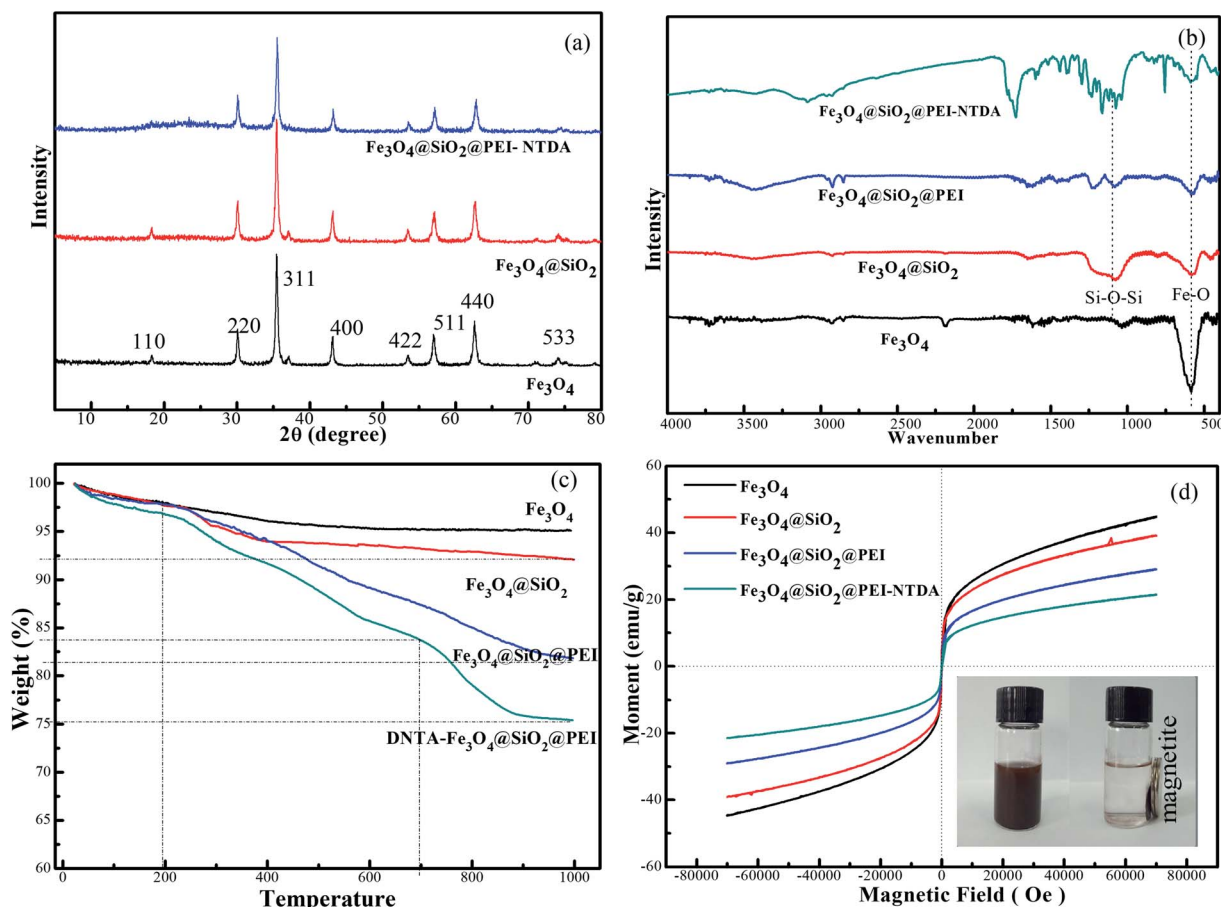 (a)
Fe3O4@SiO2@PEI- NTDA
Fe3O4@SiO2
311
110
220
400
422
511
440
533
Fe3O4
Intensity
5 10 20 30 40 50 60 70 80
2θ (degree)
(b)
Fe3O4@SiO2@PEI-NTDA
Fe3O4@SiO2@PEI
Fe3O4@SiO2
Si-O-Si
Fe-O
Fe3O4
Intensity
4000 3500 3000 2500 2000 1500 1000 500
Wavenumber
(c)
100
95
90
85
80
75
70
65
60
Weight (%)
Fe3O4
Fe3O4@SiO2
Fe3O4@SiO2@PEI
DNTA-Fe3O4@SiO2@PEI
0 200 400 600 800 1000
Temperature
(d)
60
40
20
0
-20
-40
-60
Moment (emu/g)
Fe3O4
Fe3O4@SiO2
Fe3O4@SiO2@PEI
Fe3O4@SiO2@PEI-NTDA
magnetite
-80000 -60000 -40000 -20000 0 20000 40000 60000 80000
Magnetic Field ( Oe)